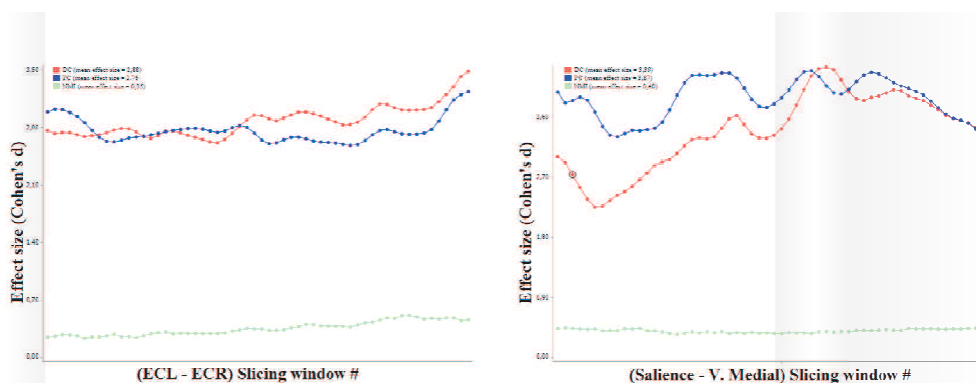 3,50
DC (mean effect size = 2,88)
PC (mean effect size = 2,76
NMI (mean effect size = 0,35)
2,80
2,10
1,40
0,70
0,00
Effect size (Cohen's d)
(ECL - ECR) Slicing window #
DC (mean effect size = 3,39)
PC (mean effect size = 3,87)
NMI (mean effect size = 0,40)
3,60
2,70
1,80
0,90
0,00
Effect size (Cohen's d)
(Salience - V. Medial) Slicing window #